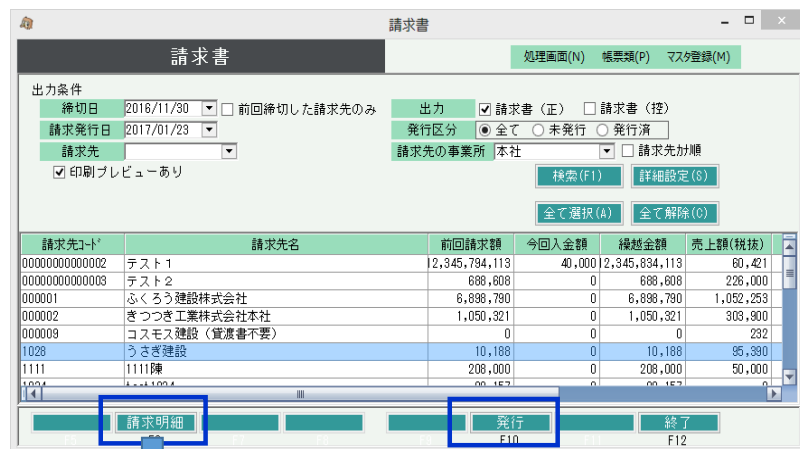 請求書
請求書 処理画面(N) 帳票類(P) マスタ登録(M)
出力条件
締切日 2016/11/30 前回締切した請求先のみ 出力 請求書（正） 請求書（控）
請求発行日 2017/01/23 発行区分 全て 未発行 発行済
請求先 請求先の事業所 本社 請求先ｶﾅ順
印刷プレビューあり 検索(F1) 詳細設定(S)
全て選択(A) 全て解除(C)
請求先ｺｰﾄﾞ 請求先名 前回請求額 今回入金額 繰越金額 売上額(税抜)
00000000000002 テスト１ 12,345,794,113 40,000 12,345,834,113 60,421
00000000000003 テスト２ 688,608 0 688,608 226,000
000001 ふくろう建設株式会社 6,898,790 0 6,898,790 1,052,253
000002 きつつき工業株式会社本社 1,050,321 0 1,050,321 303,900
000009 コスモス建設（貸渡書不要） 0 0 0 232
1028 うさぎ建設 10,188 0 10,188 95,390
1111 1111陳 208,000 0 208,000 50,000
請求明細 発行 終了
F5 F7 F8 F9 F10 F11 F12